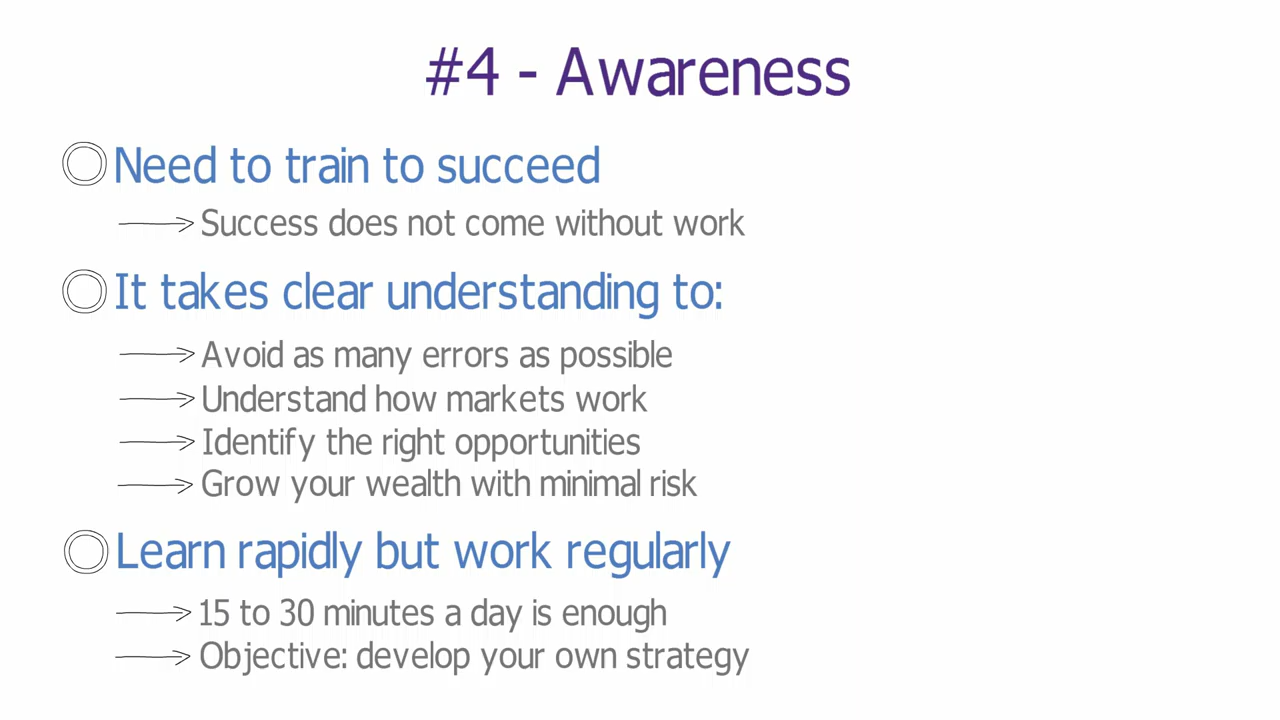 #4 - Awareness
Need to train to succeed
Success does not come without work
It takes clear understanding to:
Avoid as many errors as possible
Understand how markets work
Identify the right opportunities
Grow your wealth with minimal risk
Learn rapidly but work regularly
15 to 30 minutes a day is enough
Objective: develop your own strategy